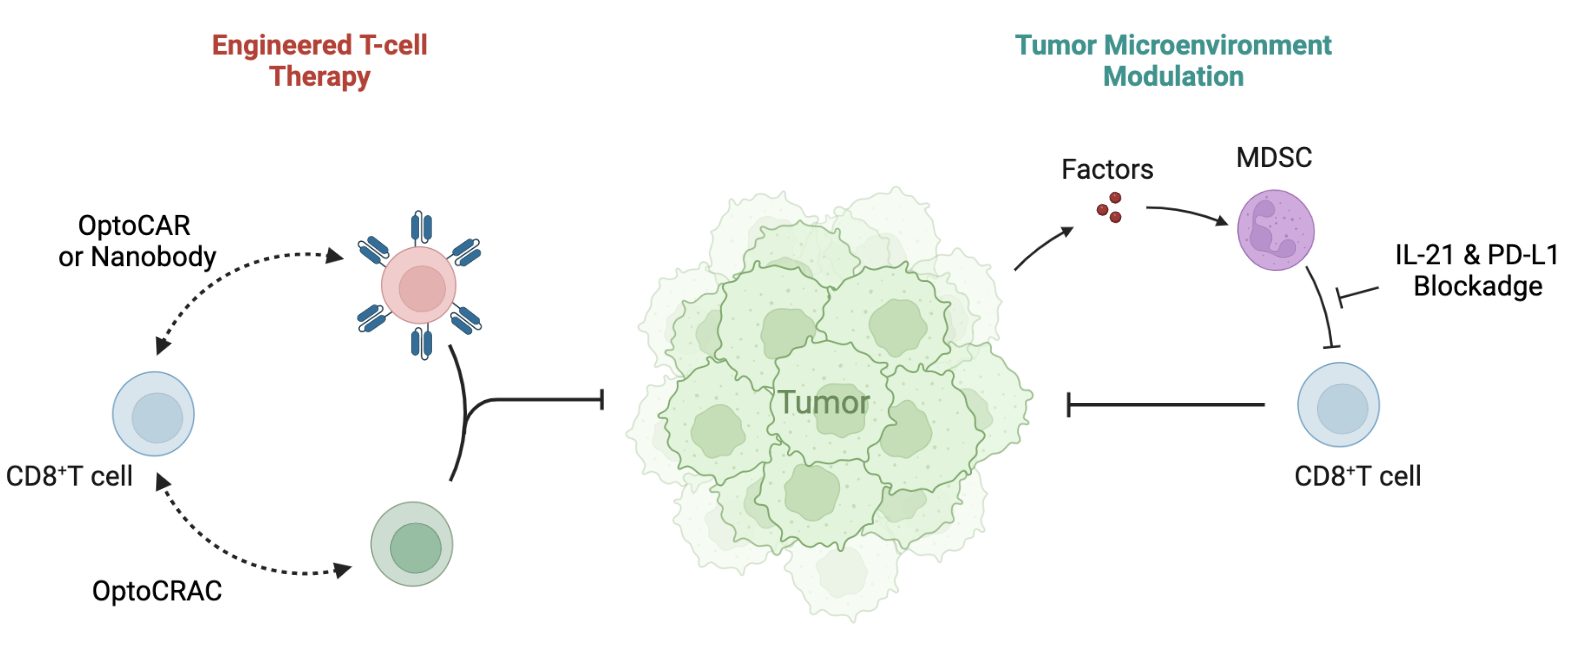 Engineered T-cell
Therapy
Tumor Microenvironment
Modulation
OptoCAR
or Nanobody
CD8⁺T cell
OptoCRAC
Tumor
Factors
MDSC
IL-21 & PD-L1
Blockadge
CD8⁺T cell